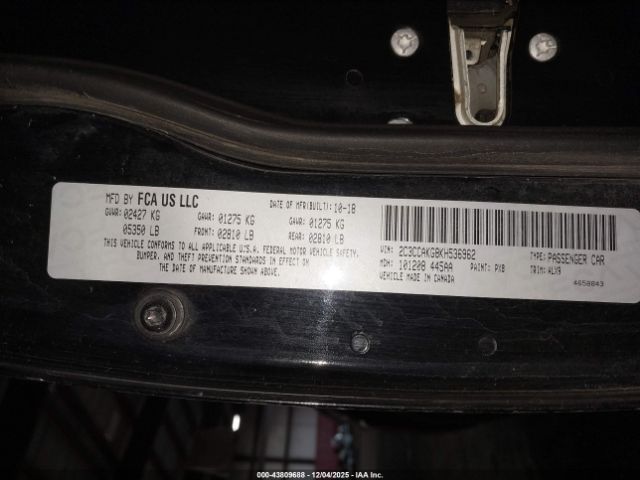 MFD BY FCA US LLC
DATE OF MFR(BUILT): 10-18
GVWR: 02427 KG GAWR: 01275 KG GAWR: 01275 KG
05350 LB FRONT: 02810 LB REAR: 02810 LB
THIS VEHICLE CONFORMS TO ALL APPLICABLE U.S.A. FEDERAL MOTOR VEHICLE SAFETY,
BUMPER, AND THEFT PREVENTION STANDARDS IN EFFECT ON
THE DATE OF MANUFACTURE SHOWN ABOVE.
VIN: 2C3CCAKG8KH536962 TYPE: PASSENGER CAR
MDH: 101208 445AA PAINT: PX8 TRIM: HLX9
VEHICLE MADE IN CANADA
4658843
000-43809688 - 12/04/2025 - IAA Inc.